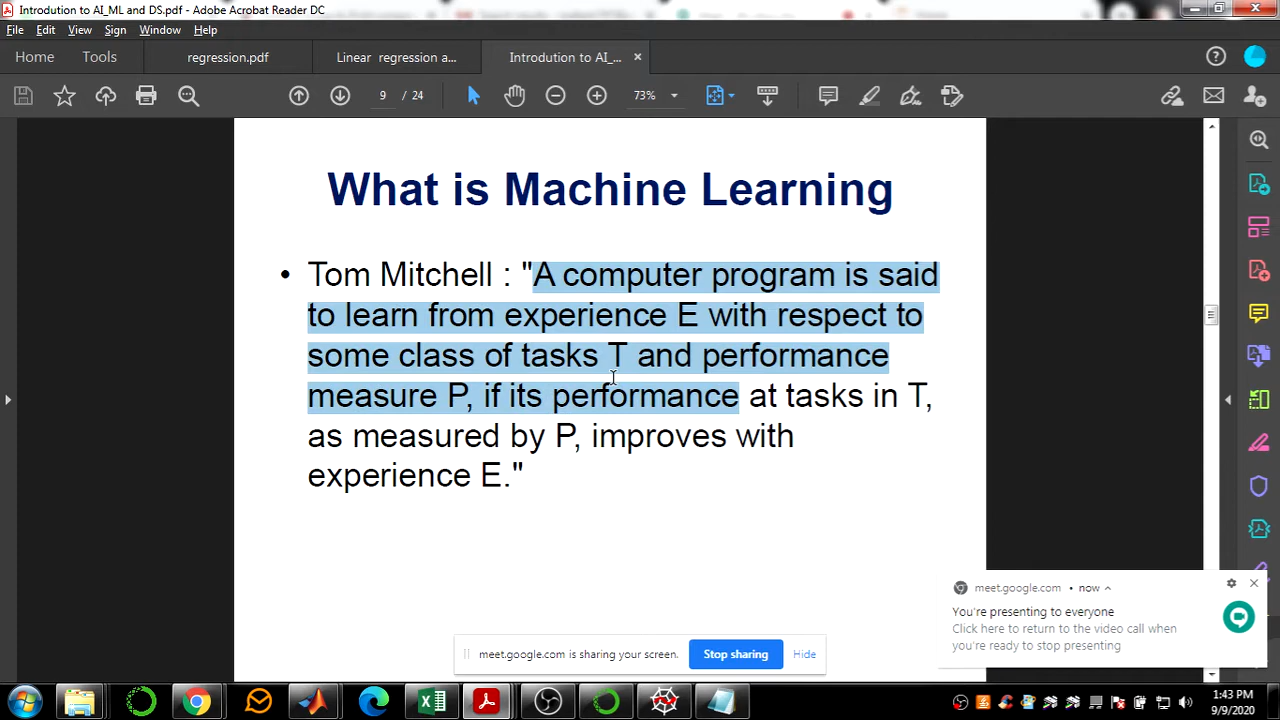 Introduction to AI_ML and DS.pdf - Adobe Acrobat Reader DC
File Edit View Sign Window Help
Home Tools regression.pdf Linear regression a... Introdution to AI_...
9 / 24 73%
What is Machine Learning
• Tom Mitchell : "A computer program is said
to learn from experience E with respect to
some class of tasks T and performance
measure P, if its performance at tasks in T,
as measured by P, improves with
experience E."
meet.google.com • now
You're presenting to everyone
Click here to return to the video call when
you're ready to stop presenting
meet.google.com is sharing your screen. Stop sharing Hide
1:43 PM
9/9/2020